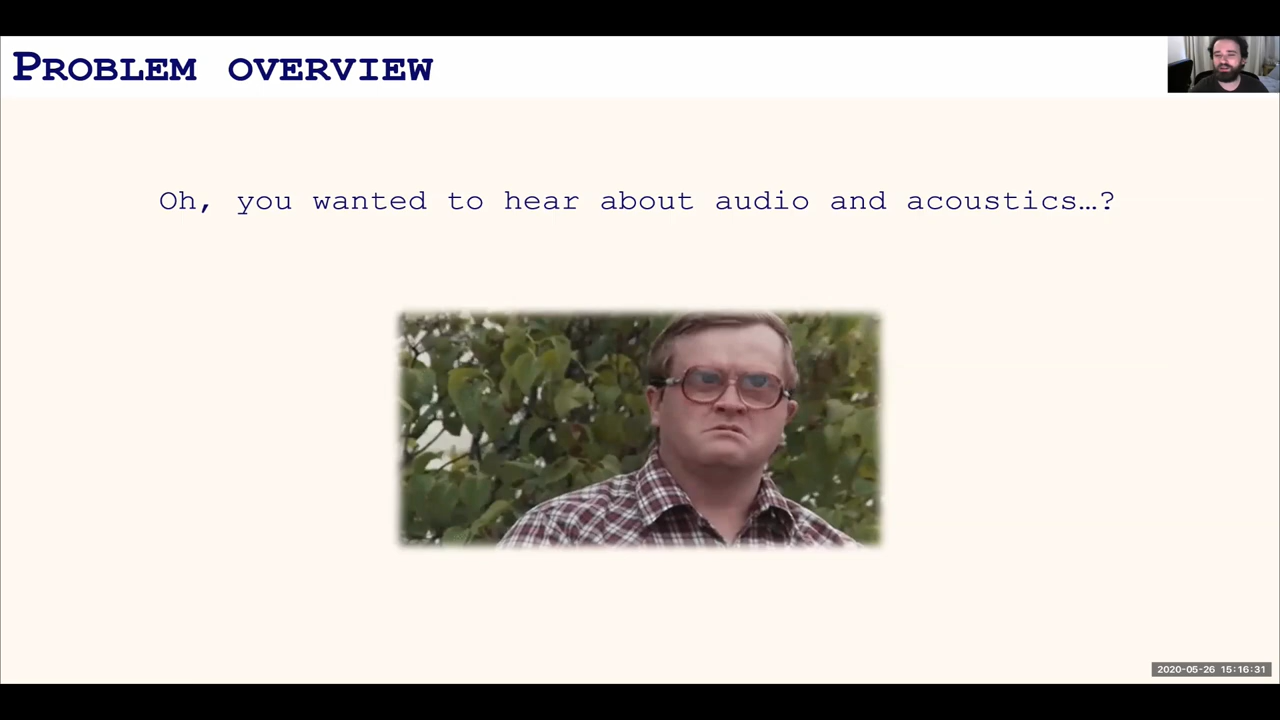 Problem overview
Oh, you wanted to hear about audio and acoustics…?
2020-05-26 15:16:31